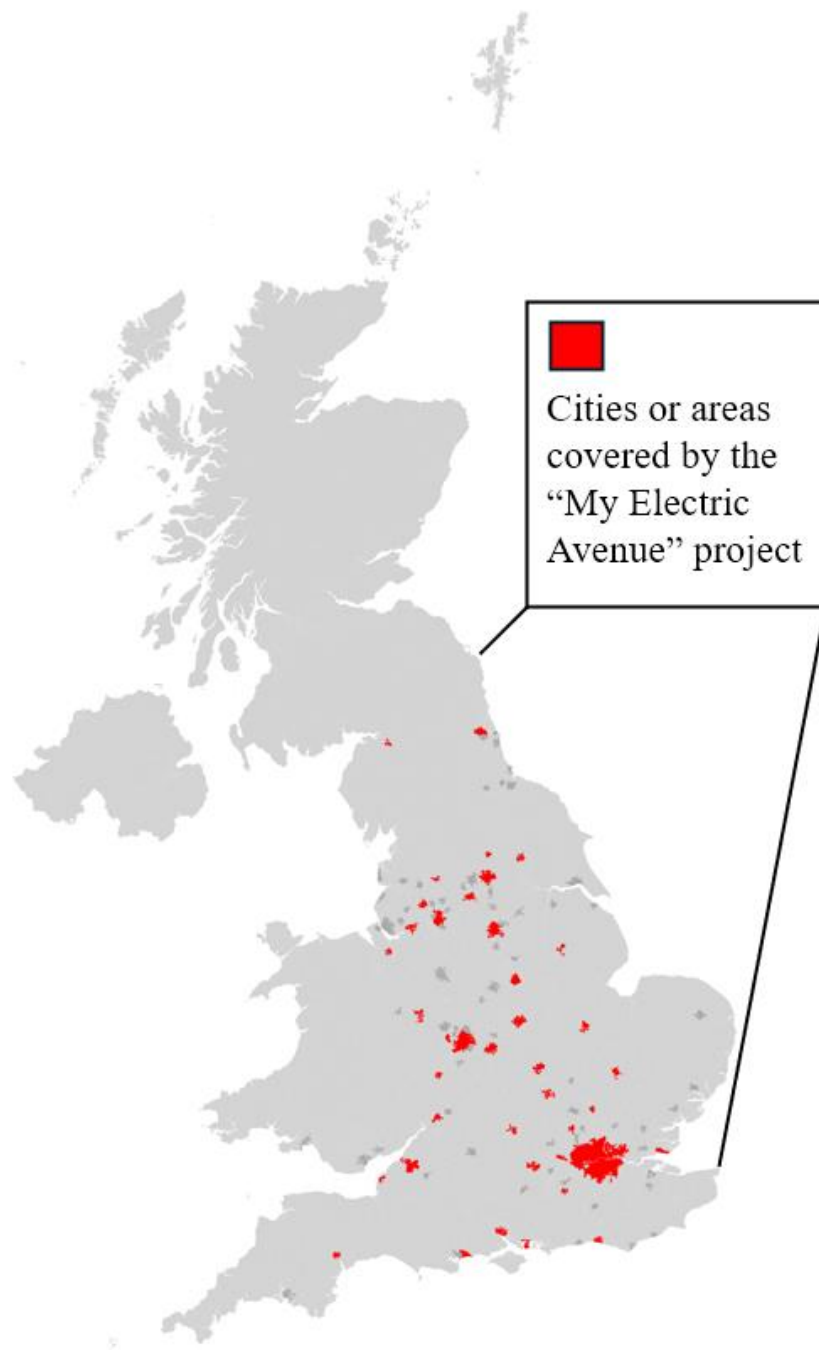 Cities or areas
covered by the
“My Electric
Avenue” project